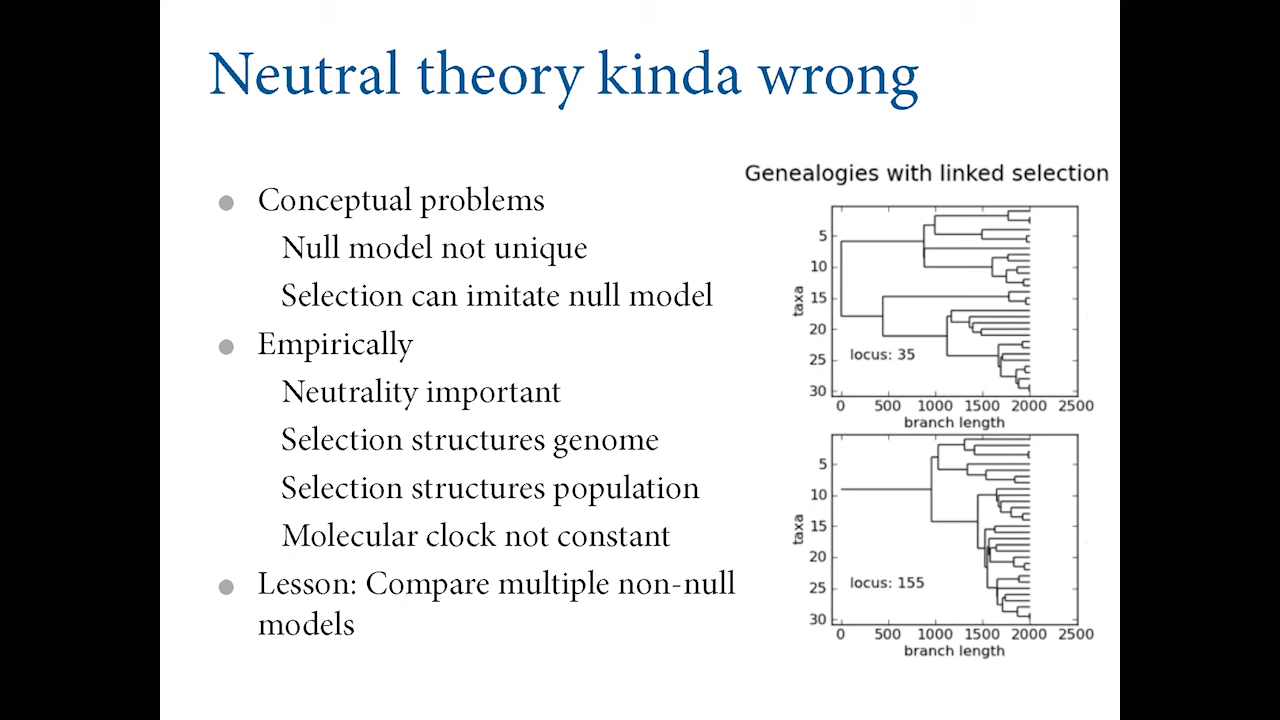 Neutral theory kinda wrong
Conceptual problems
Null model not unique
Selection can imitate null model
Empirically
Neutrality important
Selection structures genome
Selection structures population
Molecular clock not constant
Lesson: Compare multiple non-null
models
Genealogies with linked selection
5
10
15
20
25
30
taxa
locus: 35
0 500 1000 1500 2000 2500
branch length
5
10
15
20
25
30
taxa
locus: 155
0 500 1000 1500 2000 2500
branch length